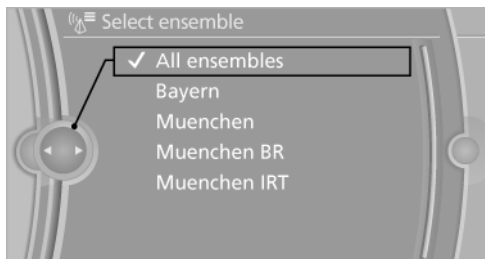 Select ensemble
✓ All ensembles
Bayern
Muenchen
Muenchen BR
Muenchen IRT